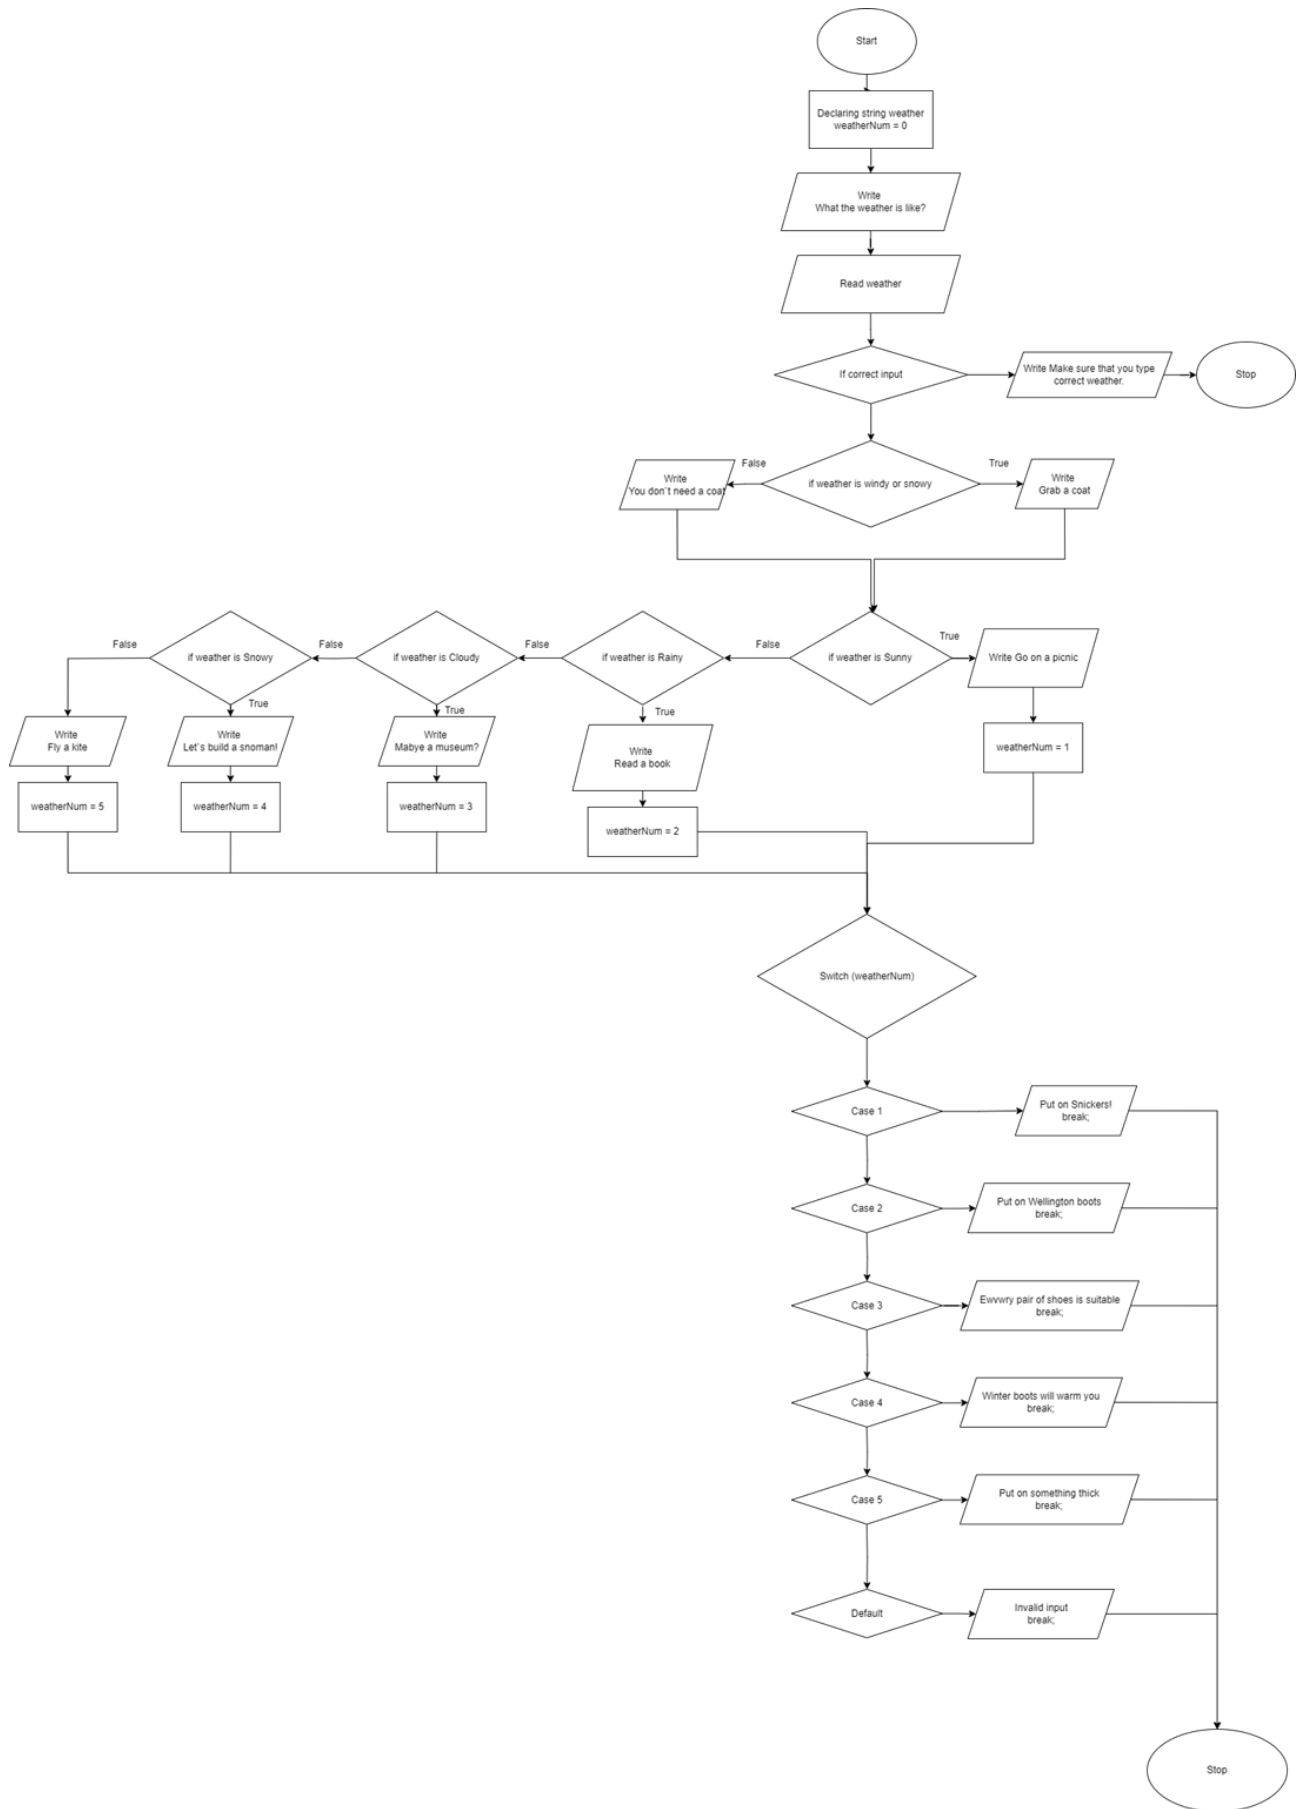 Start
Declaring string weather
weatherNum = 0
Write
What the weather is like?
Read weather
If correct input
Write Make sure that you type
correct weather.
Stop
False
True
Write
You don`t need a coat
if weather is windy or snowy
Write
Grab a coat
False
False
False
True
if weather is Snowy
if weather is Cloudy
if weather is Rainy
if weather is Sunny
Write Go on a picnic
True
True
True
Write
Fly a kite
Write
Let`s build a snoman!
Write
Mabye a museum?
Write
Read a book
weatherNum = 1
weatherNum = 5
weatherNum = 4
weatherNum = 3
weatherNum = 2
Switch (weatherNum)
Case 1
Put on Snickers!
break;
Case 2
Put on Wellington boots
break;
Case 3
Ewvwry pair of shoes is suitable
break;
Case 4
Winter boots will warm you
break;
Case 5
Put on something thick
break;
Default
Invalid input
break;
Stop